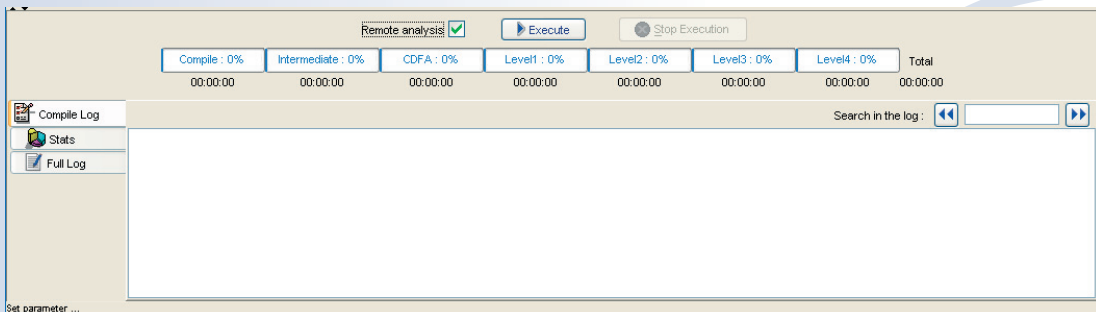 Remote analysis Execute Stop Execution
Compile : 0% Intermediate : 0% CDFA : 0% Level1 : 0% Level2 : 0% Level3 : 0% Level4 : 0% Total
00:00:00 00:00:00 00:00:00 00:00:00 00:00:00 00:00:00 00:00:00 00:00:00
Compile Log Search in the log :
Stats
Full Log
Set parameter ...